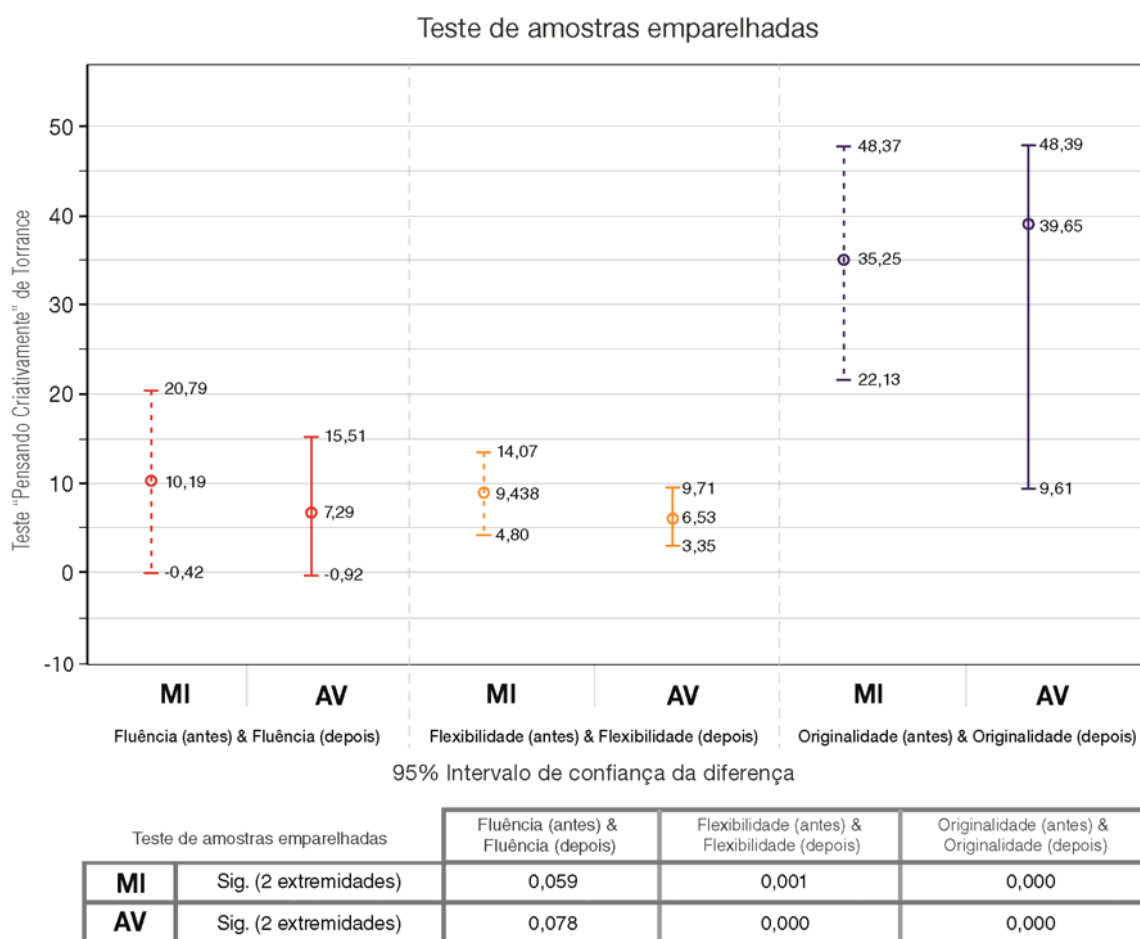 Teste de amostras emparelhadas
Teste "Pensando Criativamente" de Torrance
50
40
30
20
10
0
-10
20,79
10,19
-0,42
15,51
7,29
-0,92
14,07
9,438
4,80
9,71
6,53
3,35
48,37
35,25
22,13
48,39
39,65
9,61
MI AV MI AV MI AV
Fluência (antes) & Fluência (depois) Flexibilidade (antes) & Flexibilidade (depois) Originalidade (antes) & Originalidade (depois)
95% Intervalo de confiança da diferença
Teste de amostras emparelhadas
Fluência (antes) &
Fluência (depois)
Flexibilidade (antes) &
Flexibilidade (depois)
Originalidade (antes) &
Originalidade (depois)
MI Sig. (2 extremidades) 0,059 0,001 0,000
AV Sig. (2 extremidades) 0,078 0,000 0,000